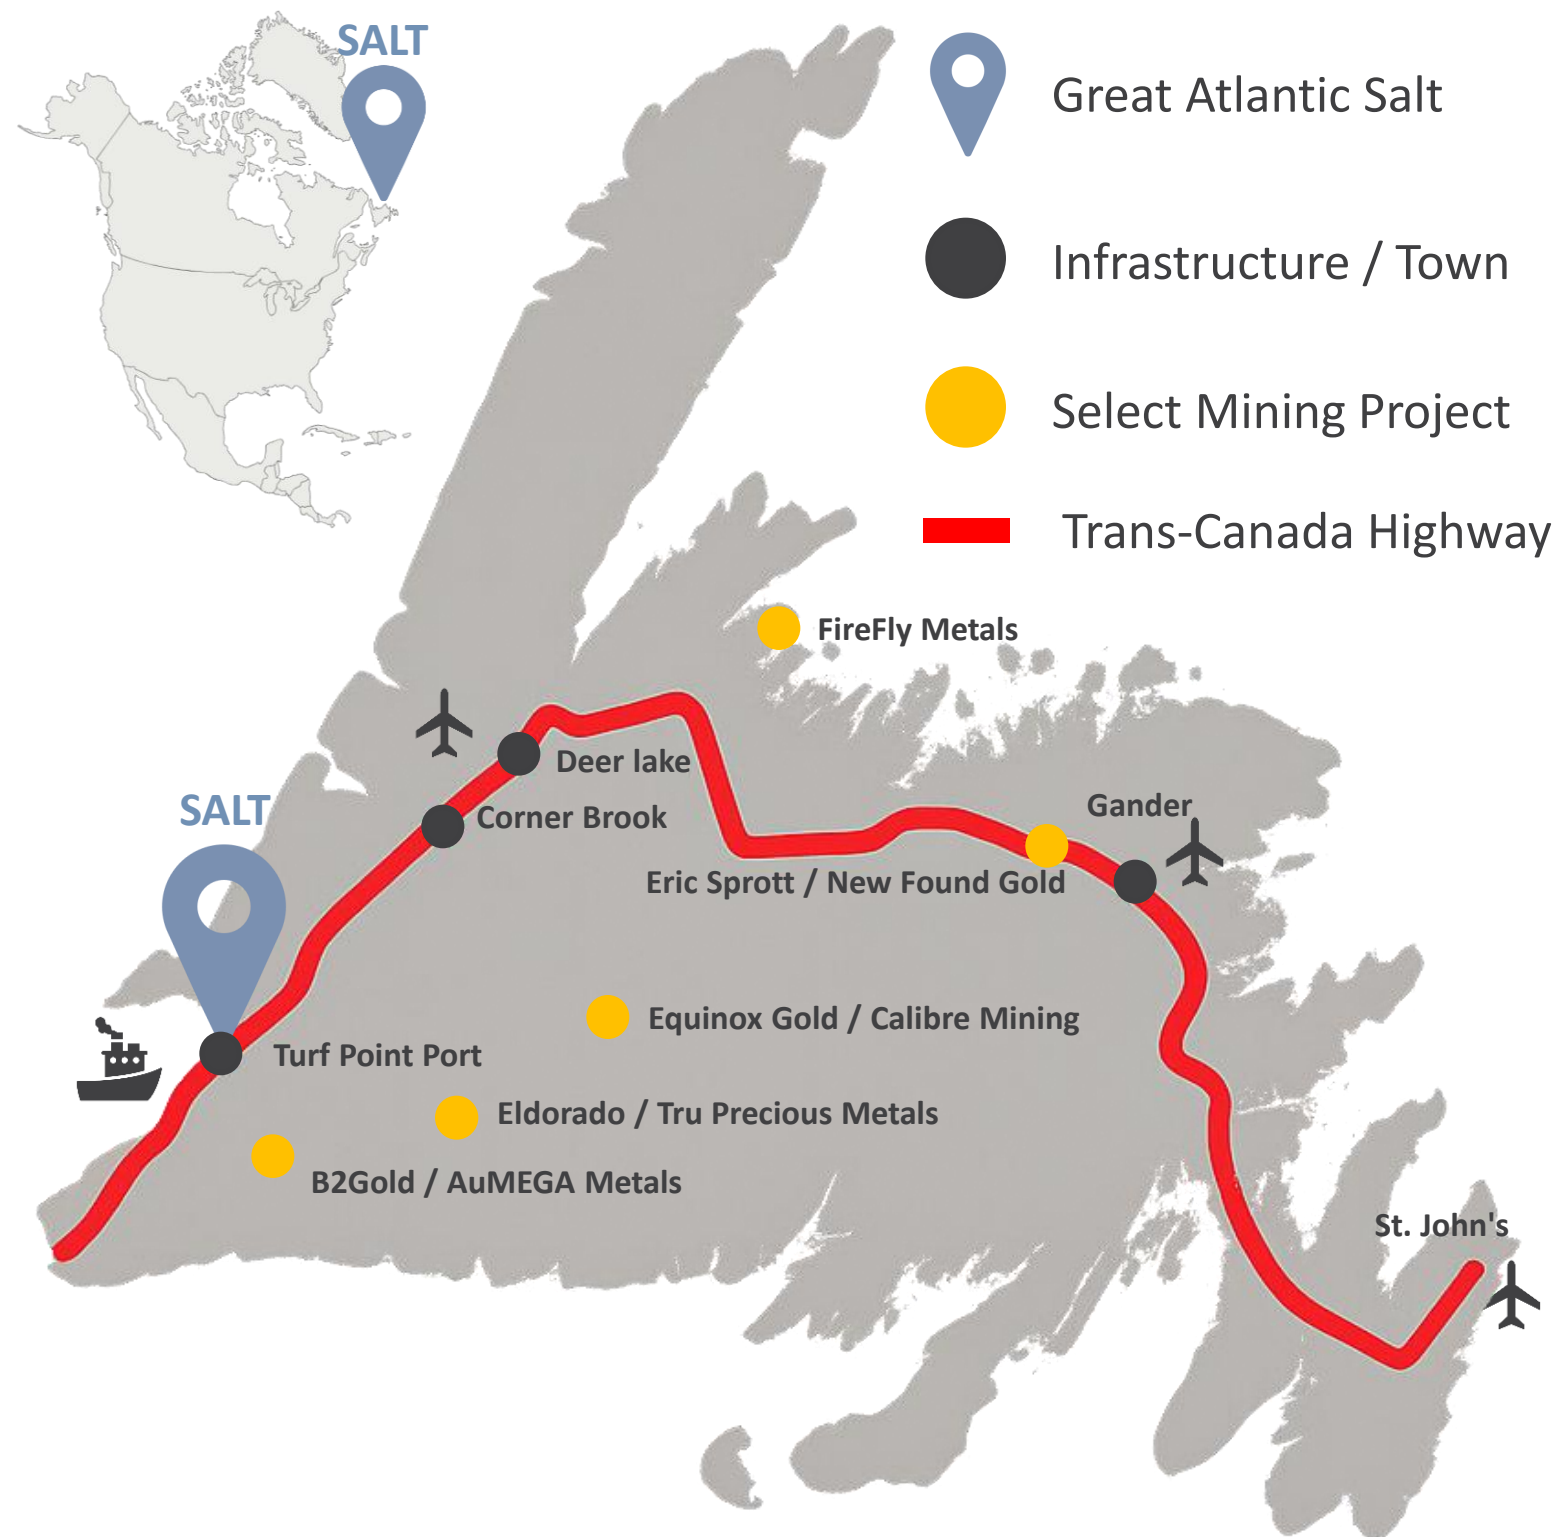 SALT
Great Atlantic Salt
Infrastructure / Town
Select Mining Project
Trans-Canada Highway
FireFly Metals
Deer lake
Corner Brook
SALT
Gander
Eric Sprott / New Found Gold
Equinox Gold / Calibre Mining
Turf Point Port
Eldorado / Tru Precious Metals
B2Gold / AuMEGA Metals
St. John's